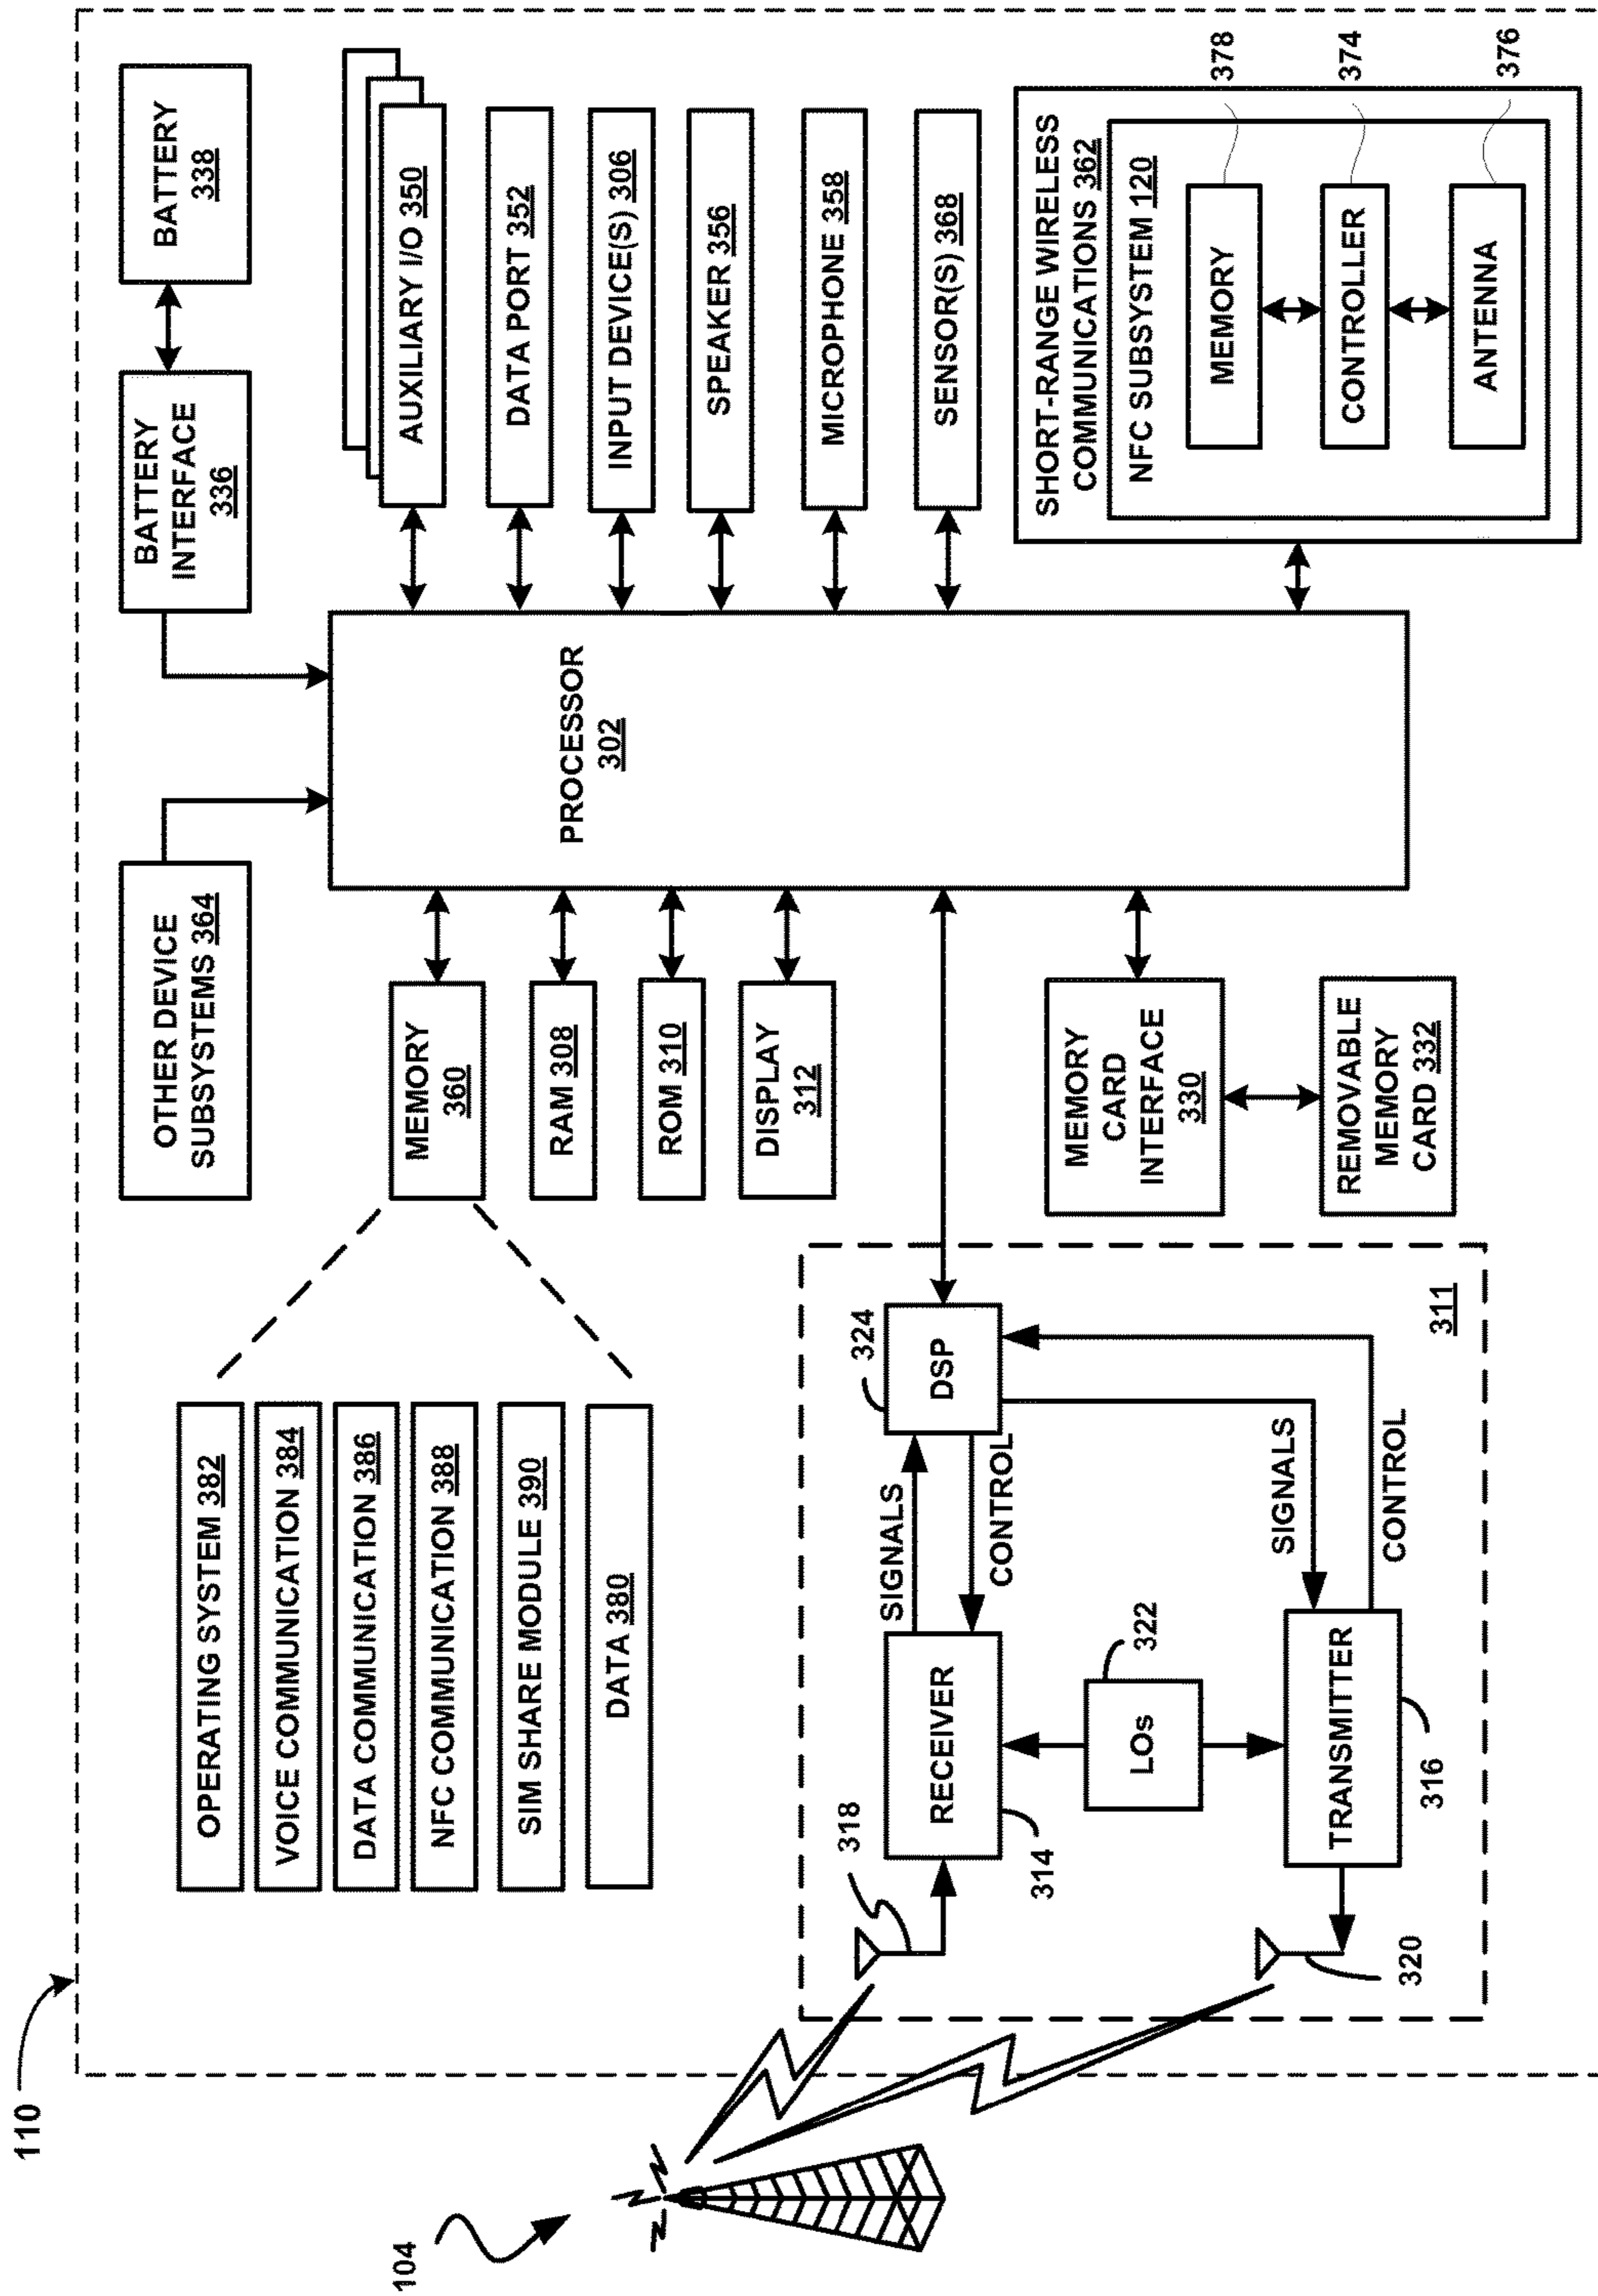 110
104
OTHER DEVICE
SUBSYSTEMS 364
BATTERY
INTERFACE
336
BATTERY
338
OPERATING SYSTEM 382
VOICE COMMUNICATION 384
DATA COMMUNICATION 386
NFC COMMUNICATION 388
SIM SHARE MODULE 390
DATA 380
MEMORY
360
RAM 308
ROM 310
DISPLAY
312
PROCESSOR
302
AUXILIARY I/O 350
DATA PORT 352
INPUT DEVICE(S) 306
SPEAKER 356
MICROPHONE 358
SENSOR(S) 368
SHORT-RANGE WIRELESS
COMMUNICATIONS 362
NFC SUBSYSTEM 120
MEMORY
378
CONTROLLER
374
ANTENNA
376
MEMORY
CARD
INTERFACE
330
REMOVABLE
MEMORY
CARD 332
318
RECEIVER
314
SIGNALS
CONTROL
324
DSP
LOs
322
SIGNALS
CONTROL
TRANSMITTER
316
320
311